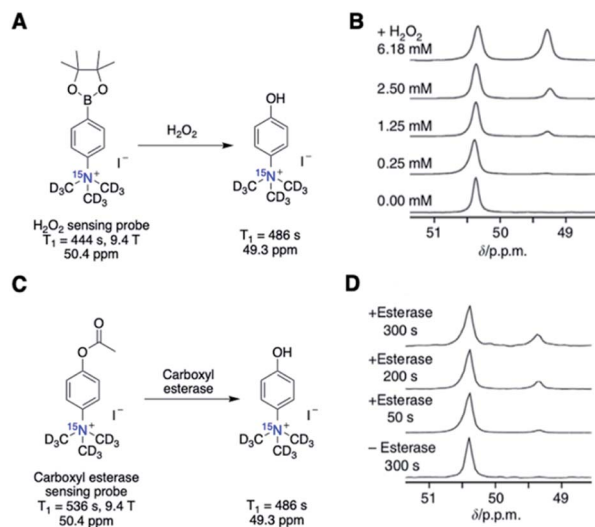 A
O O
B
H2O2
15N+
D3C CD3
CD3
I−
H2O2 sensing probe
T1 = 444 s, 9.4 T
50.4 ppm
OH
15N+
D3C CD3
CD3
I−
T1 = 486 s
49.3 ppm
B
+ H2O2
6.18 mM
2.50 mM
1.25 mM
0.25 mM
0.00 mM
51 50 49
δ/p.p.m.
C
O
O
Carboxyl
esterase
15N+
D3C CD3
CD3
I−
Carboxyl esterase
sensing probe
T1 = 536 s, 9.4 T
50.4 ppm
OH
15N+
D3C CD3
CD3
I−
T1 = 486 s
49.3 ppm
D
+Esterase
300 s
+Esterase
200 s
+Esterase
50 s
− Esterase
300 s
51 50 49
δ/p.p.m.